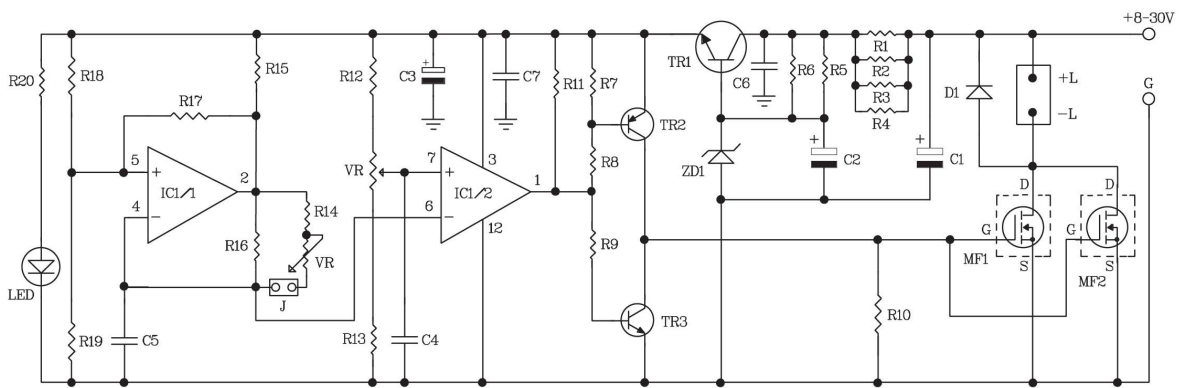 +8-30V
R20
R18
R15
R12
C3
+
C7
R11
R7
TR1
C6
R6
R5
R1
R2
R3
R4
D1
+L
-L
G
R17
TR2
5
+
IC1/1
2
4
-
VR
7
+
3
IC1/2
1
6
-
12
R8
ZD1
+
C2
+
C1
R14
R16
VR
R9
D
D
G
G
MF1
S
S
MF2
LED
J
R19
C5
R13
C4
TR3
R10